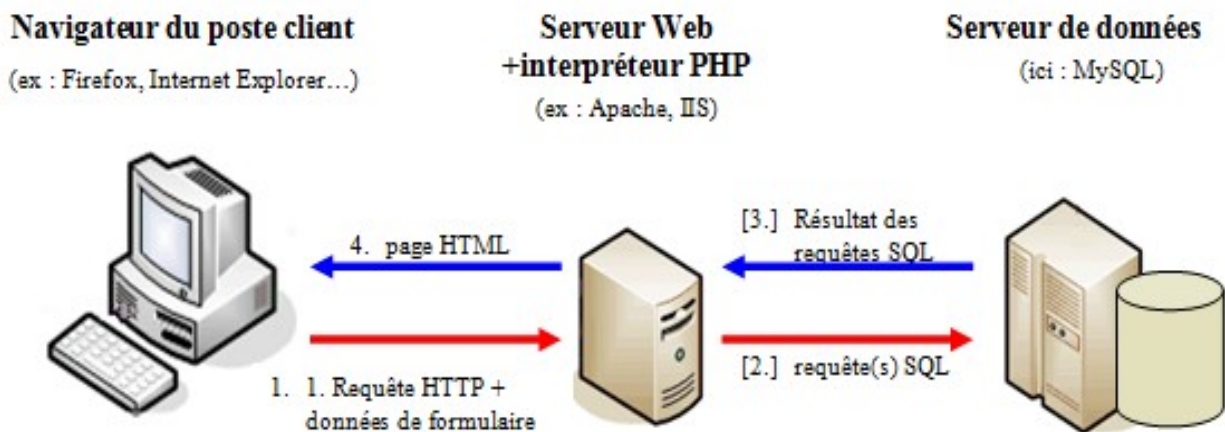 Navigateur du poste client
(ex : Firefox, Internet Explorer…)
Serveur Web
+interpréteur PHP
(ex : Apache, IIS)
Serveur de données
(ici : MySQL)
4. page HTML
[3.] Résultat des
requêtes SQL
1. 1. Requête HTTP +
données de formulaire
[2.] requête(s) SQL